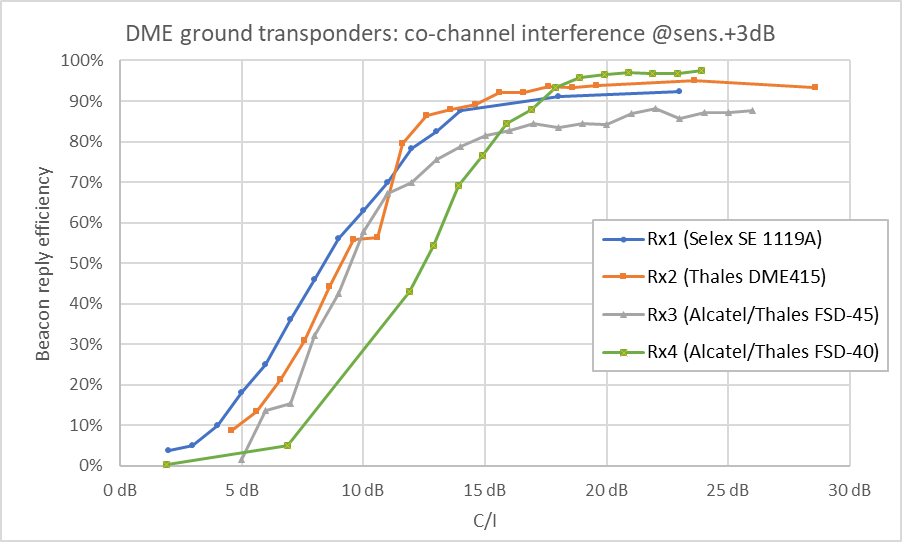 DME ground transponders: co-channel interference @sens.+3dB
100%
90%
80%
70%
60%
50%
40%
30%
20%
10%
0%
Beacon reply efficiency
Rx1 (Selex SE 1119A)
Rx2 (Thales DME415)
Rx3 (Alcatel/Thales FSD-45)
Rx4 (Alcatel/Thales FSD-40)
0 dB 5 dB 10 dB 15 dB 20 dB 25 dB 30 dB
C/I